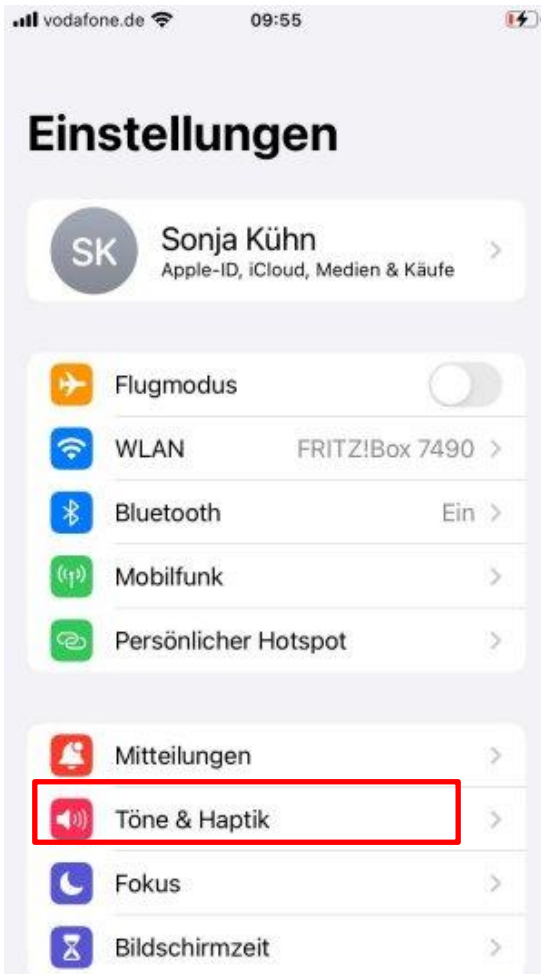 vodafone.de 09:55
Einstellungen
SK
Sonja Kühn
Apple-ID, iCloud, Medien & Käufe
Flugmodus
WLAN FRITZ!Box 7490
Bluetooth Ein
Mobilfunk
Persönlicher Hotspot
Mitteilungen
Töne & Haptik
Fokus
Bildschirmzeit